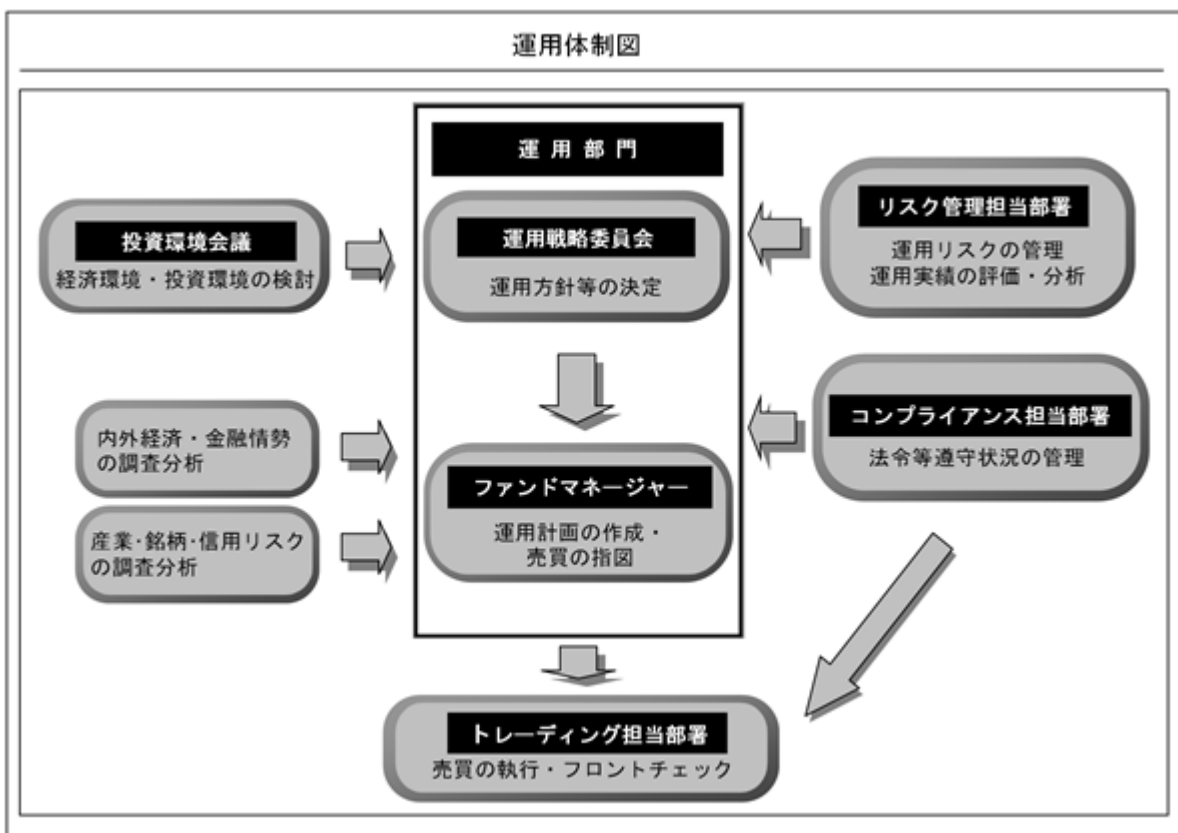 運用体制図
運用部門
投資環境会議
経済環境・投資環境の検討
運用戦略委員会
運用方針等の決定
リスク管理担当部署
運用リスクの管理
運用実績の評価・分析
内外経済・金融情勢
の調査分析
産業・銘柄・信用リスク
の調査分析
ファンドマネージャー
運用計画の作成・
売買の指図
コンプライアンス担当部署
法令等遵守状況の管理
トレーディング担当部署
売買の執行・フロントチェック